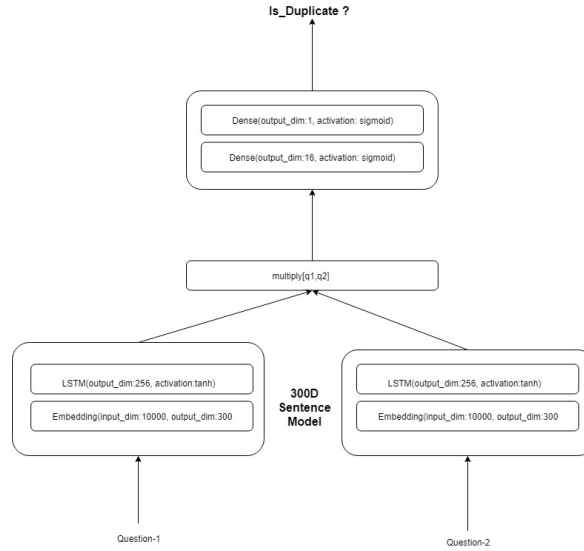 Is_Duplicate ?
Dense(output_dim:1, activation: sigmoid)
Dense(output_dim:16, activation: sigmoid)
multiply[q1,q2]
LSTM(output_dim:256, activation:tanh)
Embedding(input_dim:10000, output_dim:300
300D
Sentence
Model
LSTM(output_dim:256, activation:tanh)
Embedding(input_dim:10000, output_dim:300
Question-1
Question-2